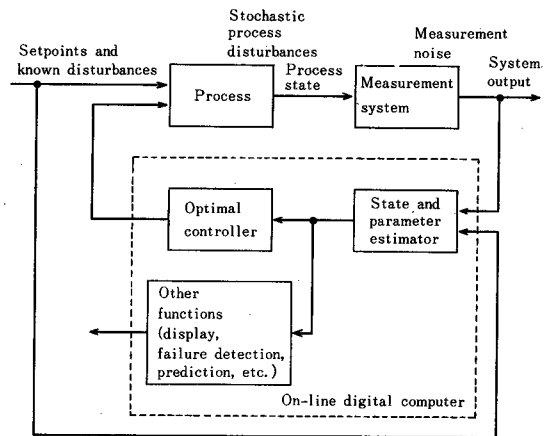 Stochastic
process
disturbances
Measurement
noise
Setpoints and
known disturbances
Process
state
System
output
Process
Measurement
system
Optimal
controller
State and
parameter
estimator
Other
functions
(display,
failure detection,
prediction, etc.)
On-line digital computer